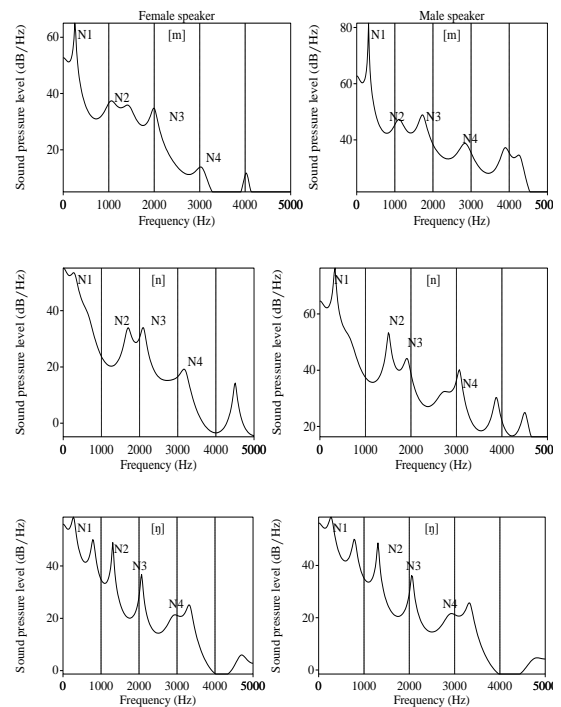 Female speaker
Male speaker
[m]
N1
N2
N3
N4
60
40
20
Sound pressure level (dB/Hz)
0 1000 2000 3000 4000 5000
Frequency (Hz)
[m]
N1
N2
N3
N4
80
60
40
Sound pressure level (dB/Hz)
0 1000 2000 3000 4000 5000
Frequency (Hz)
[n]
N1
N2
N3
N4
40
20
0
Sound pressure level (dB/Hz)
0 1000 2000 3000 4000 5000
Frequency (Hz)
[n]
N1
N2
N3
N4
60
40
20
Sound pressure level (dB/Hz)
0 1000 2000 3000 4000 5000
Frequency (Hz)
[ŋ]
N1
N2
N3
N4
40
20
0
Sound pressure level (dB/Hz)
0 1000 2000 3000 4000 5000
Frequency (Hz)
[ŋ]
N1
N2
N3
N4
40
20
0
Sound pressure level (dB/Hz)
0 1000 2000 3000 4000 5000
Frequency (Hz)